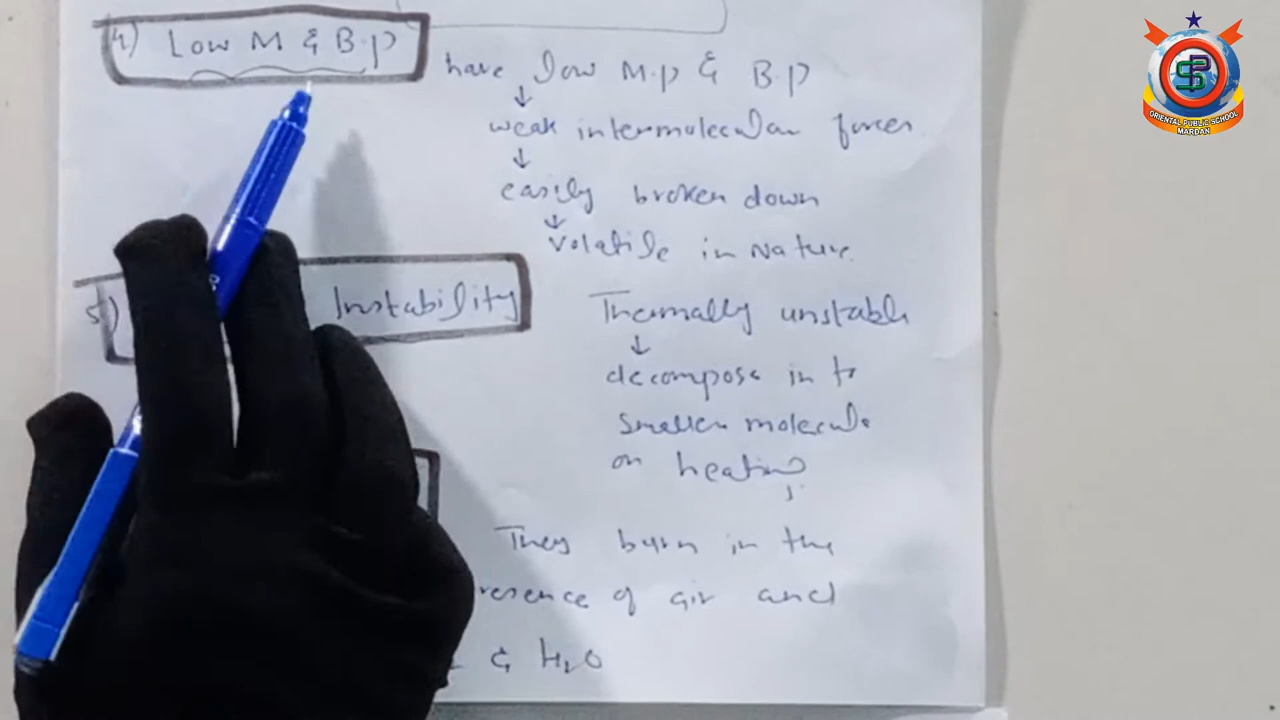 4) Low M & B.p
have low M.p & B.p
↓
weak intermolecular forces
↓
easily broken down
↓
volatile in Nature.
5) Instability
Thermally unstable
↓
decompose in to
smaller molecule
on heating
They burn in the
resence of air and
& H2O
ORIENTAL PUBLIC SCHOOL
MARDAN